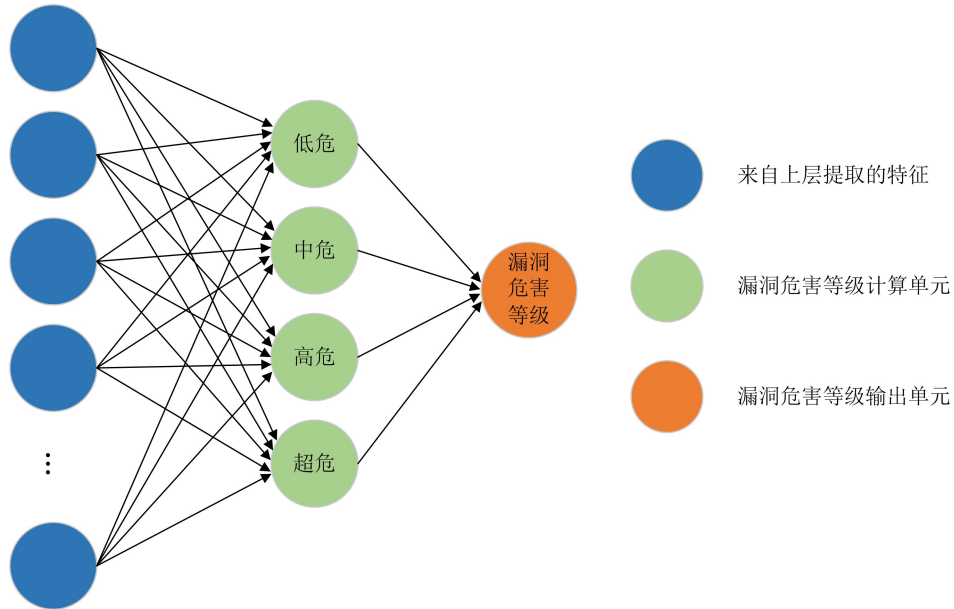 低危
中危
高危
超危
漏洞
危害
等级
来自上层提取的特征
漏洞危害等级计算单元
漏洞危害等级输出单元